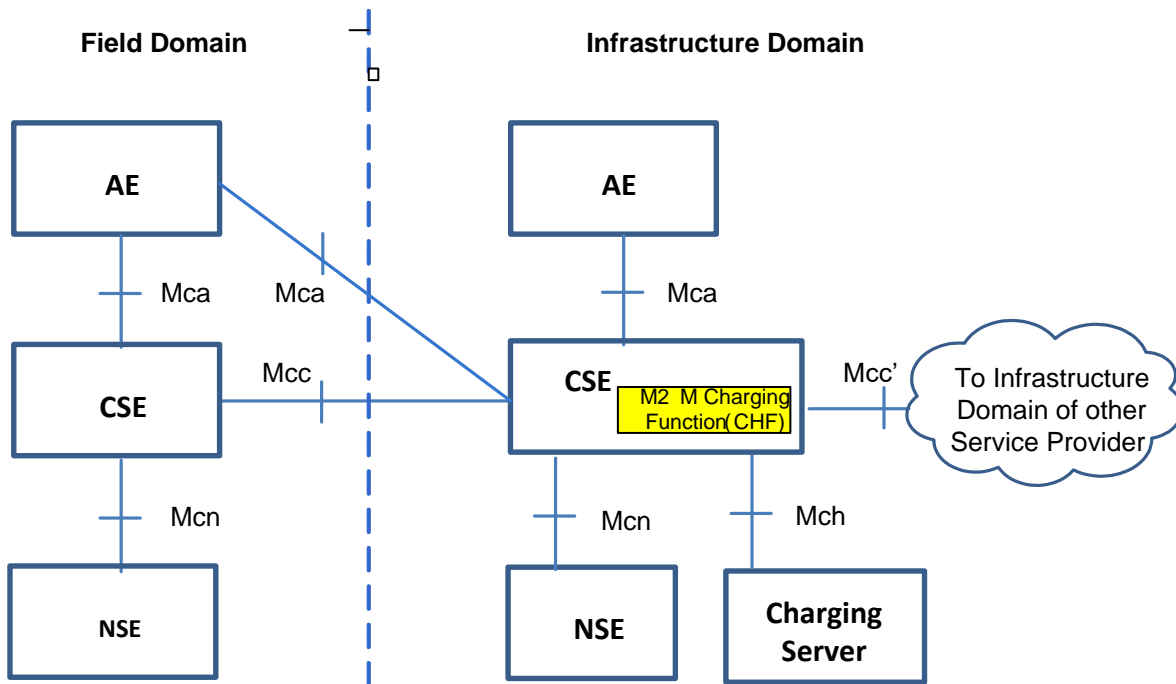 Field Domain
Infrastructure Domain
AE
AE
Mca
Mca
Mca
Mcc
Mcc’
CSE
CSE
M2 M Charging
Function( CHF)
To Infrastructure
Domain of other
Service Provider
Mcn
Mcn
Mch
NSE
NSE
Charging
Server